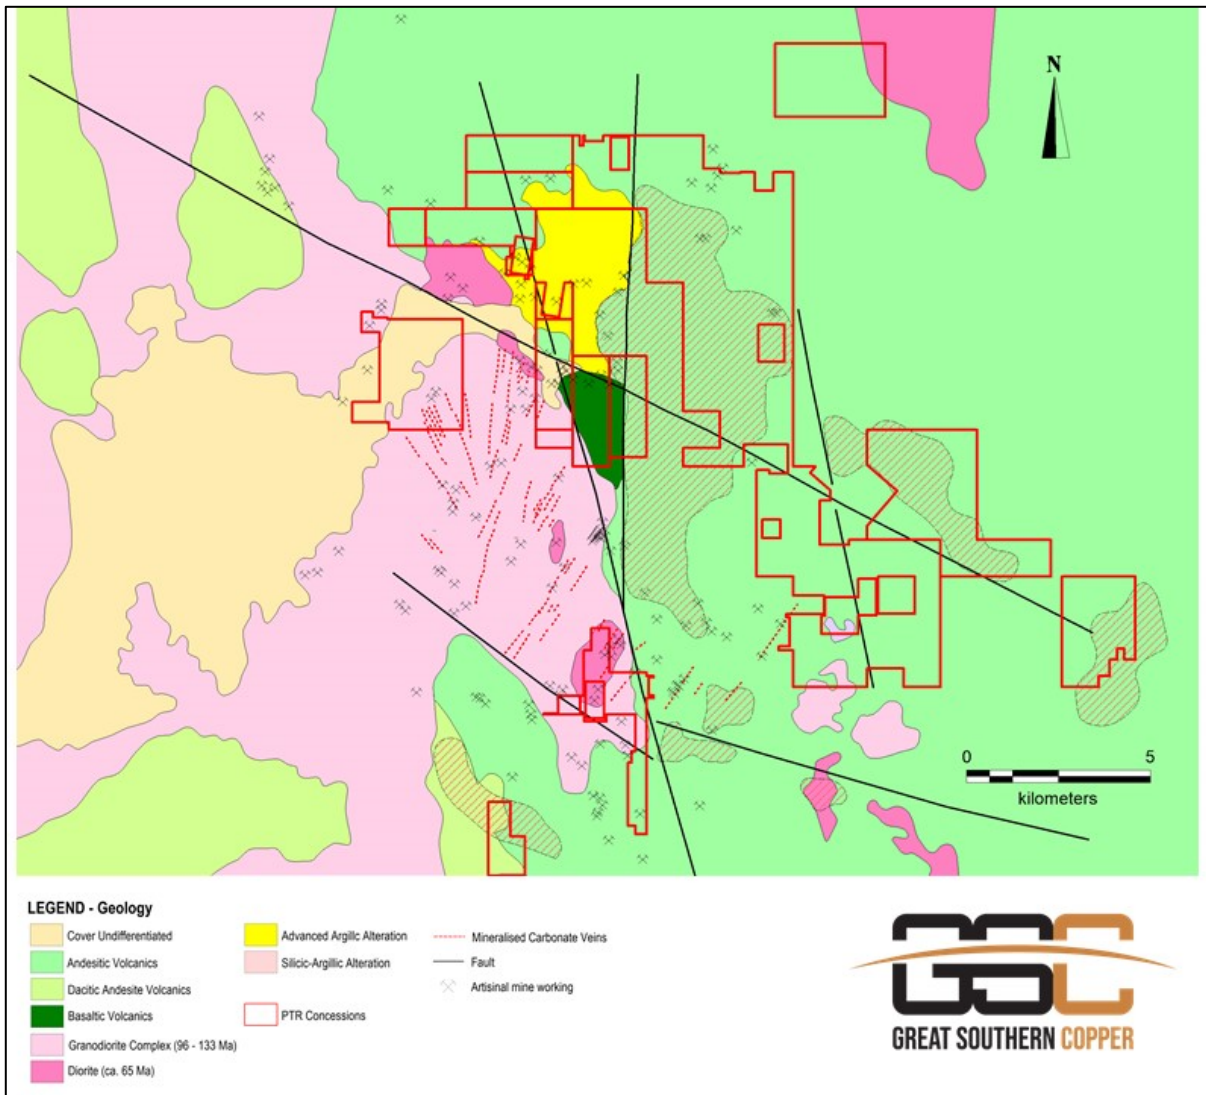 N
0 5
kilometers
LEGEND - Geology
Cover Undifferentiated
Andesitic Volcanics
Dacitic Andesite Volcanics
Basaltic Volcanics
Granodiorite Complex (96 - 133 Ma)
Diorite (ca. 65 Ma)
Advanced Argillc Alteration
Silicic-Argillic Alteration
PTR Concessions
Mineralised Carbonate Veins
Fault
Artisinal mine working
GSC
GREAT SOUTHERN COPPER